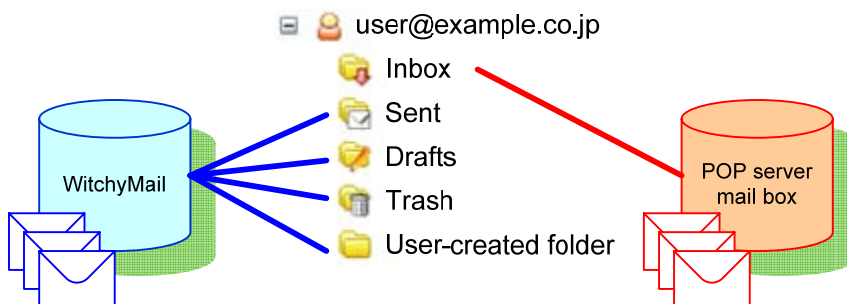 user@example.co.jp
Inbox
Sent
Drafts
Trash
User-created folder
WitchyMail
POP server
mail box